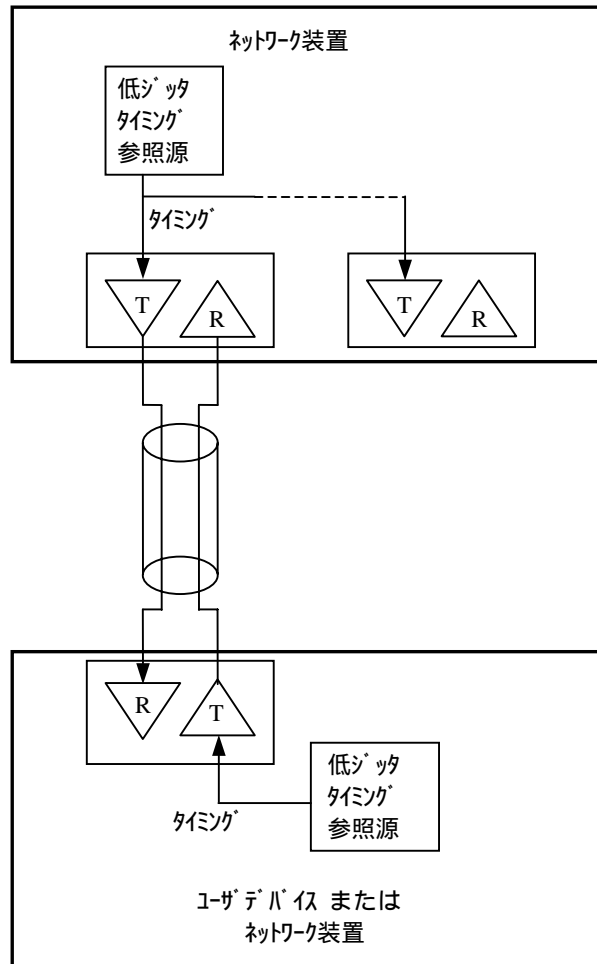 ネットワーク装置
低ジッタ
タイミング
参照源
タイミング
T
R
T
R
R
T
低ジッタ
タイミング
参照源
タイミング
ユーザデバイス または
ネットワーク装置